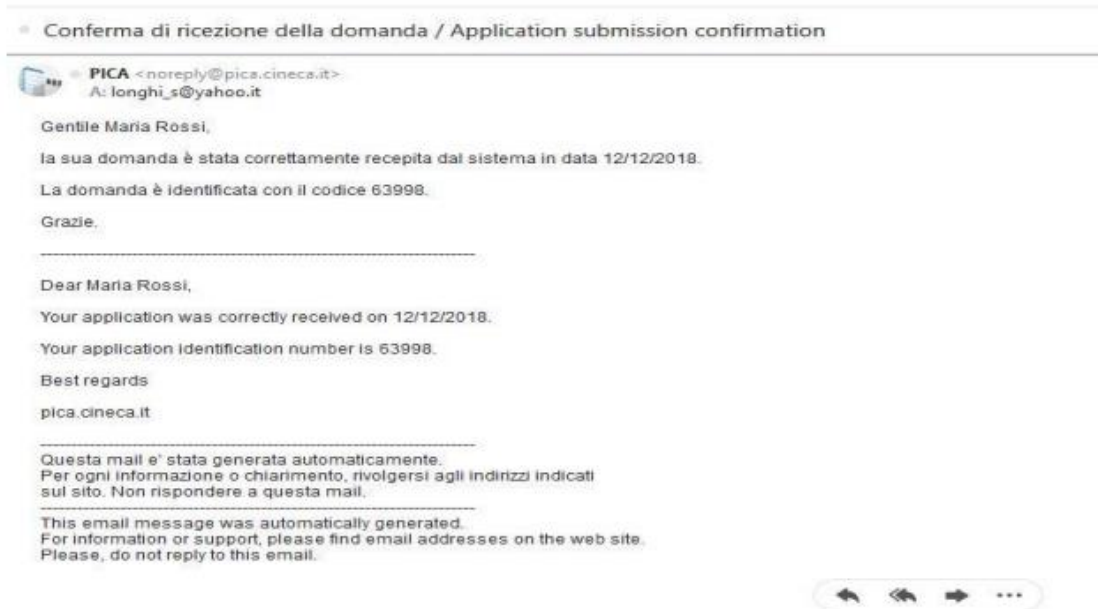 Conferma di ricezione della domanda / Application submission confirmation
PICA <noreply@pica.cineca.it>
A: longhi_s@yahoo.it
Gentile Maria Rossi,
la sua domanda è stata correttamente recepita dal sistema in data 12/12/2018.
La domanda è identificata con il codice 63998.
Grazie.
Dear Maria Rossi,
Your application was correctly received on 12/12/2018.
Your application identification number is 63998.
Best regards
pica.cineca.it
Questa mail e' stata generata automaticamente.
Per ogni informazione o chiarimento, rivolgersi agli indirizzi indicati
sul sito. Non rispondere a questa mail.
This email message was automatically generated.
For information or support, please find email addresses on the web site.
Please, do not reply to this email.